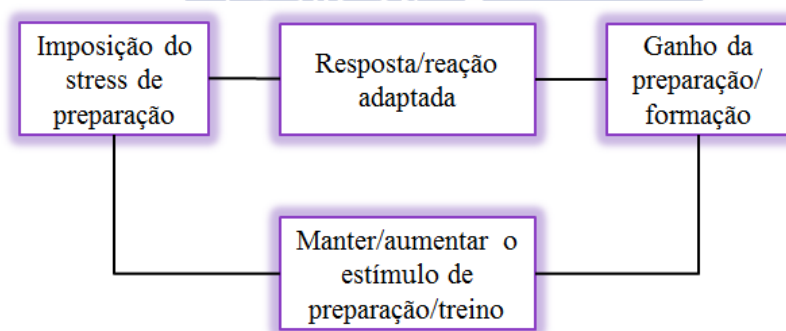 Imposição do
stress de
preparação
Resposta/reação
adaptada
Ganho da
preparação/
formação
Manter/aumentar o
estímulo de
preparação/treino